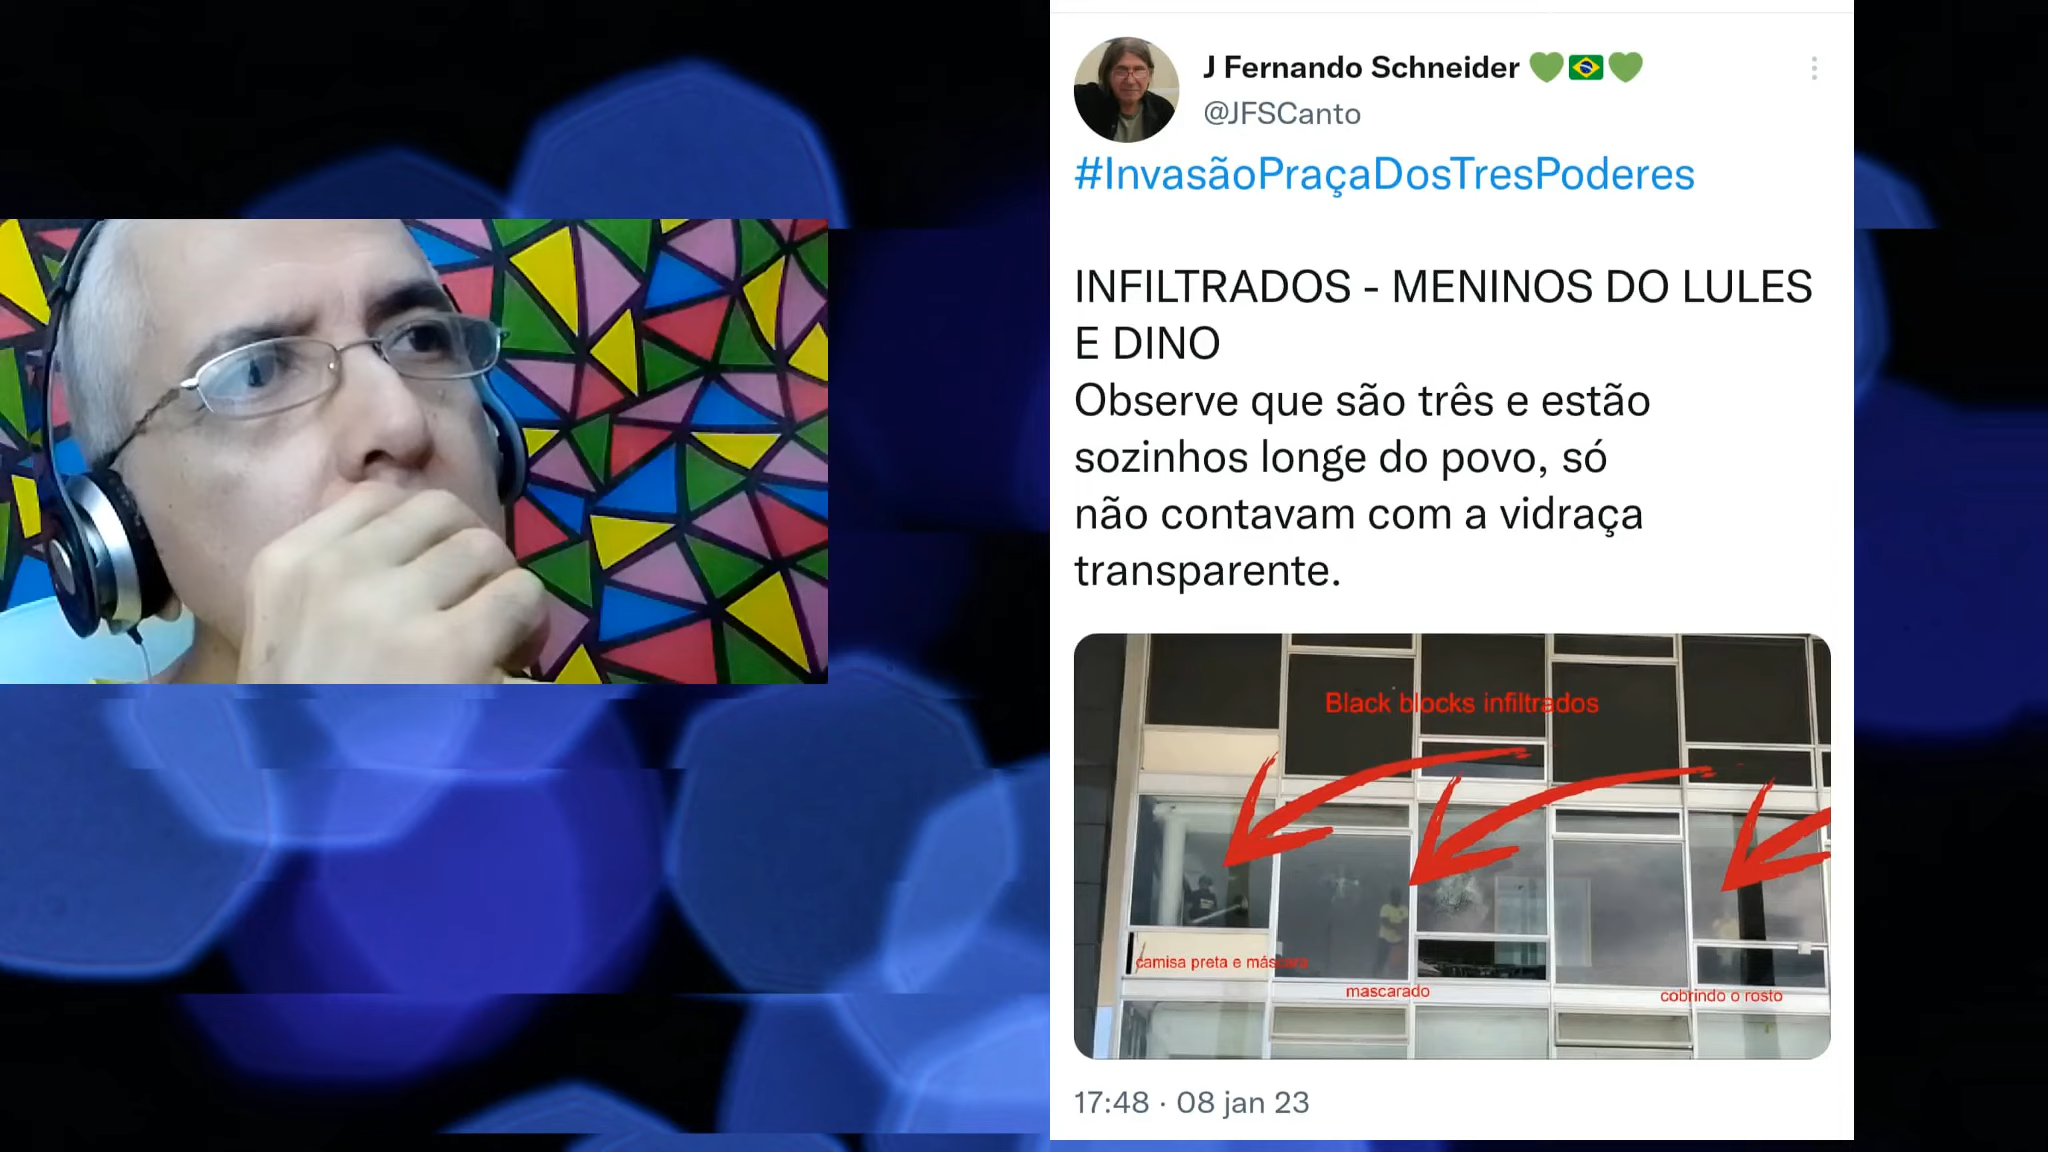 J Fernando Schneider 💚🇧🇷💚
@JFSCanto
#InvasãoPraçaDosTresPoderes
INFILTRADOS - MENINOS DO LULES
E DINO
Observe que são três e estão
sozinhos longe do povo, só
não contavam com a vidraça
transparente.
Black blocks infiltrados
camisa preta e máscara
mascarado
cobrindo o rosto
17:48 · 08 jan 23